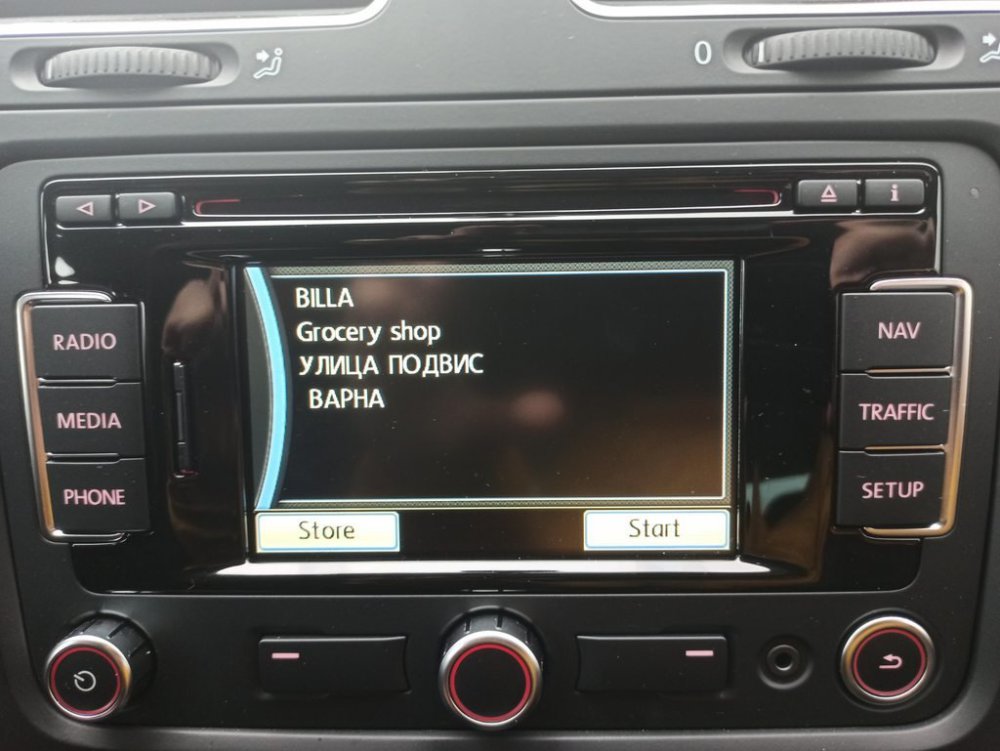 0
i
BILLA
Grocery shop
УЛИЦА ПОДВИС
ВАРНА
Store
Start
RADIO
MEDIA
PHONE
NAV
TRAFFIC
SETUP